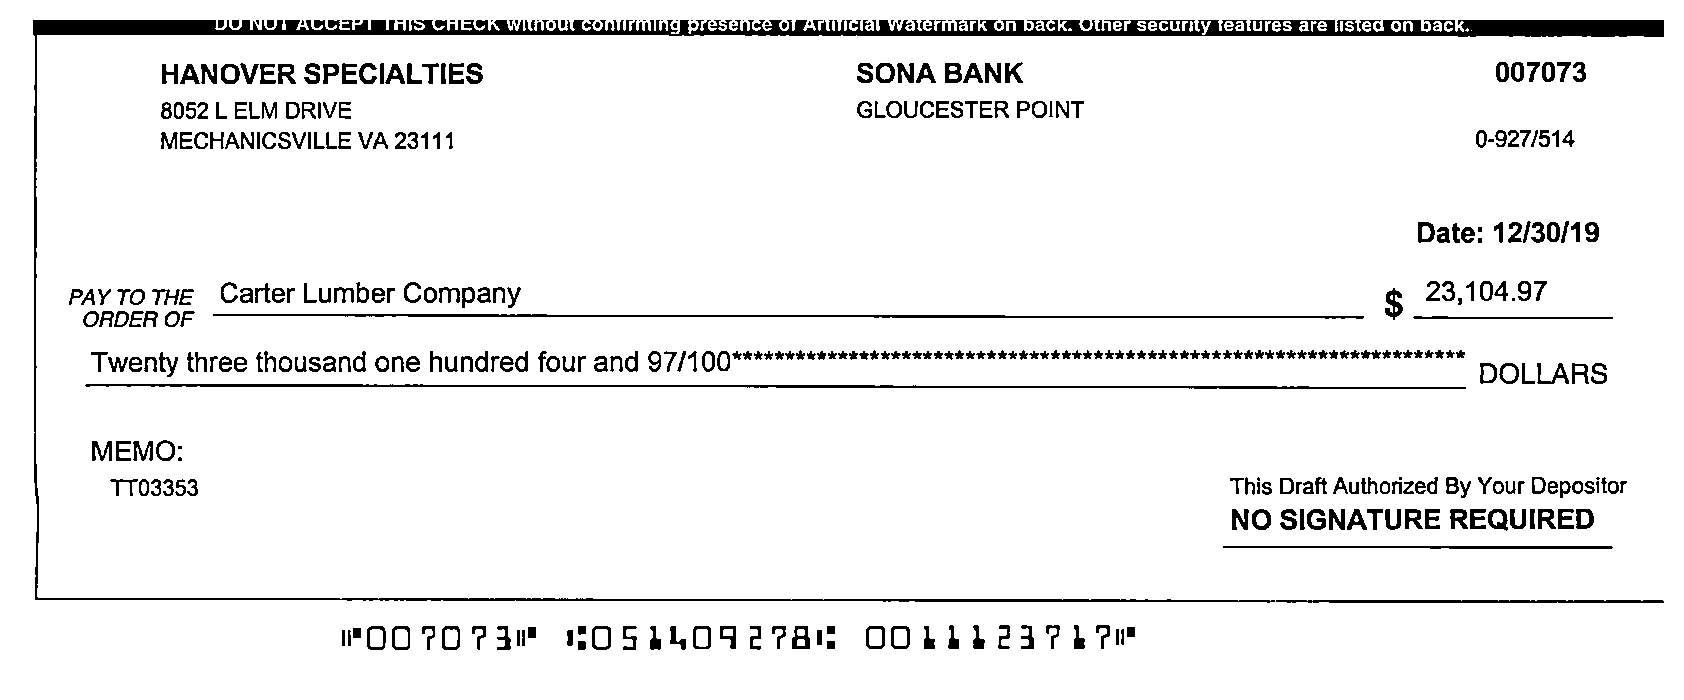 DO NOT ACCEPT THIS CHECK without confirming presence of Artificial Watermark on back. Other security features are listed on back.
HANOVER SPECIALTIES SONA BANK 007073
8052 L ELM DRIVE GLOUCESTER POINT
MECHANICSVILLE VA 23111 0-927/514
Date: 12/30/19
PAY TO THE ORDER OF Carter Lumber Company $ 23,104.97
Twenty three thousand one hundred four and 97/100************************************************************************ DOLLARS
MEMO:
TT03353
This Draft Authorized By Your Depositor
NO SIGNATURE REQUIRED
⑈007073⑈ ⑆051409278⑆ 0011123717⑈